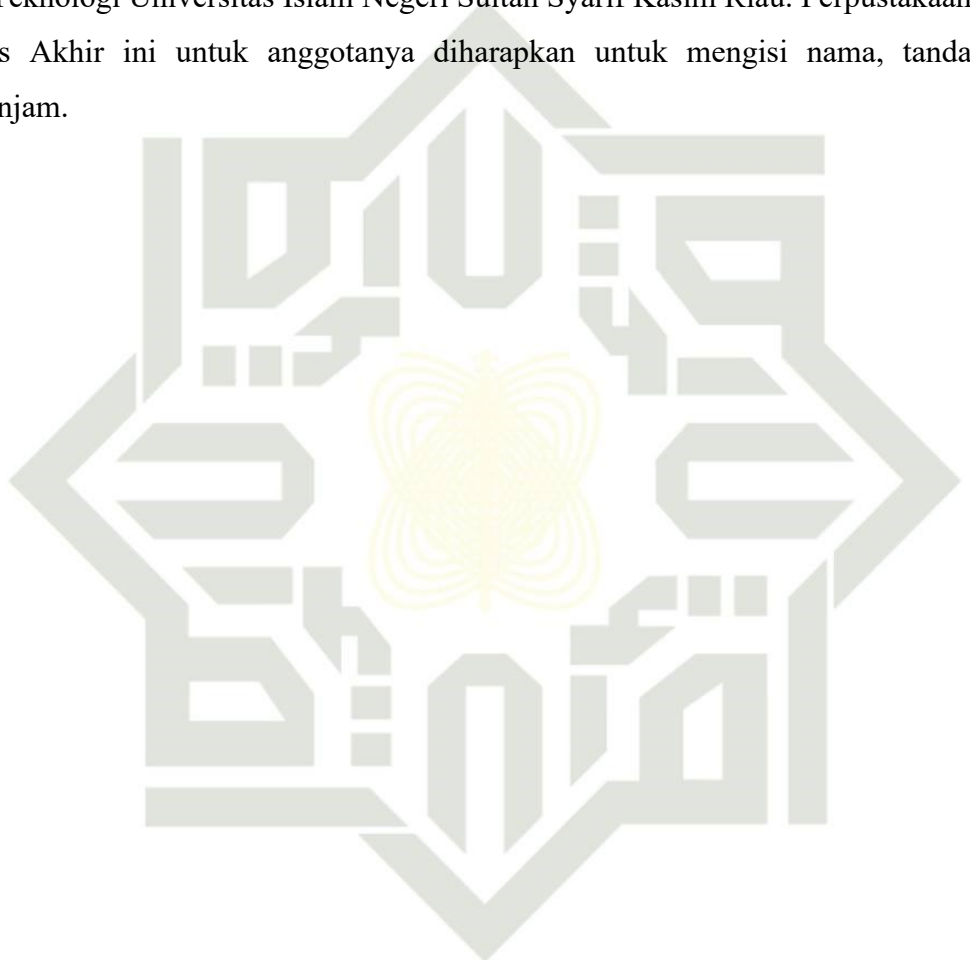 Teknologi Universitas Islam Negeri Sultan Syarif Kasim Riau. Perpustakaan
s Akhir ini untuk anggotanya diharapkan untuk mengisi nama, tanda
njam.